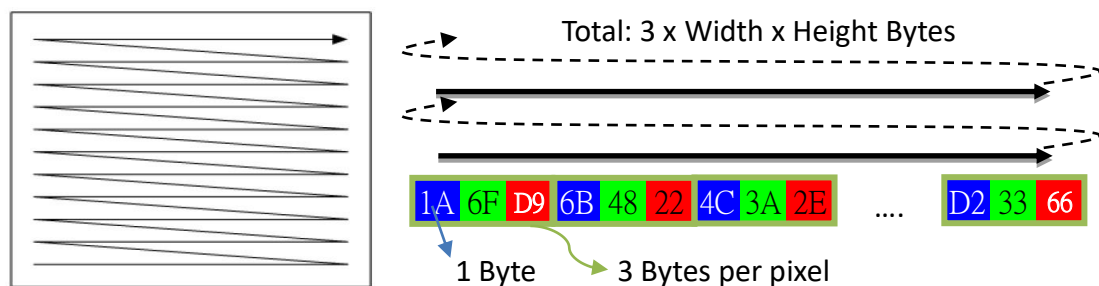 Total: 3 x Width x Height Bytes
1A 6F D9 6B 48 22 4C 3A 2E .... D2 33 66
1 Byte 3 Bytes per pixel